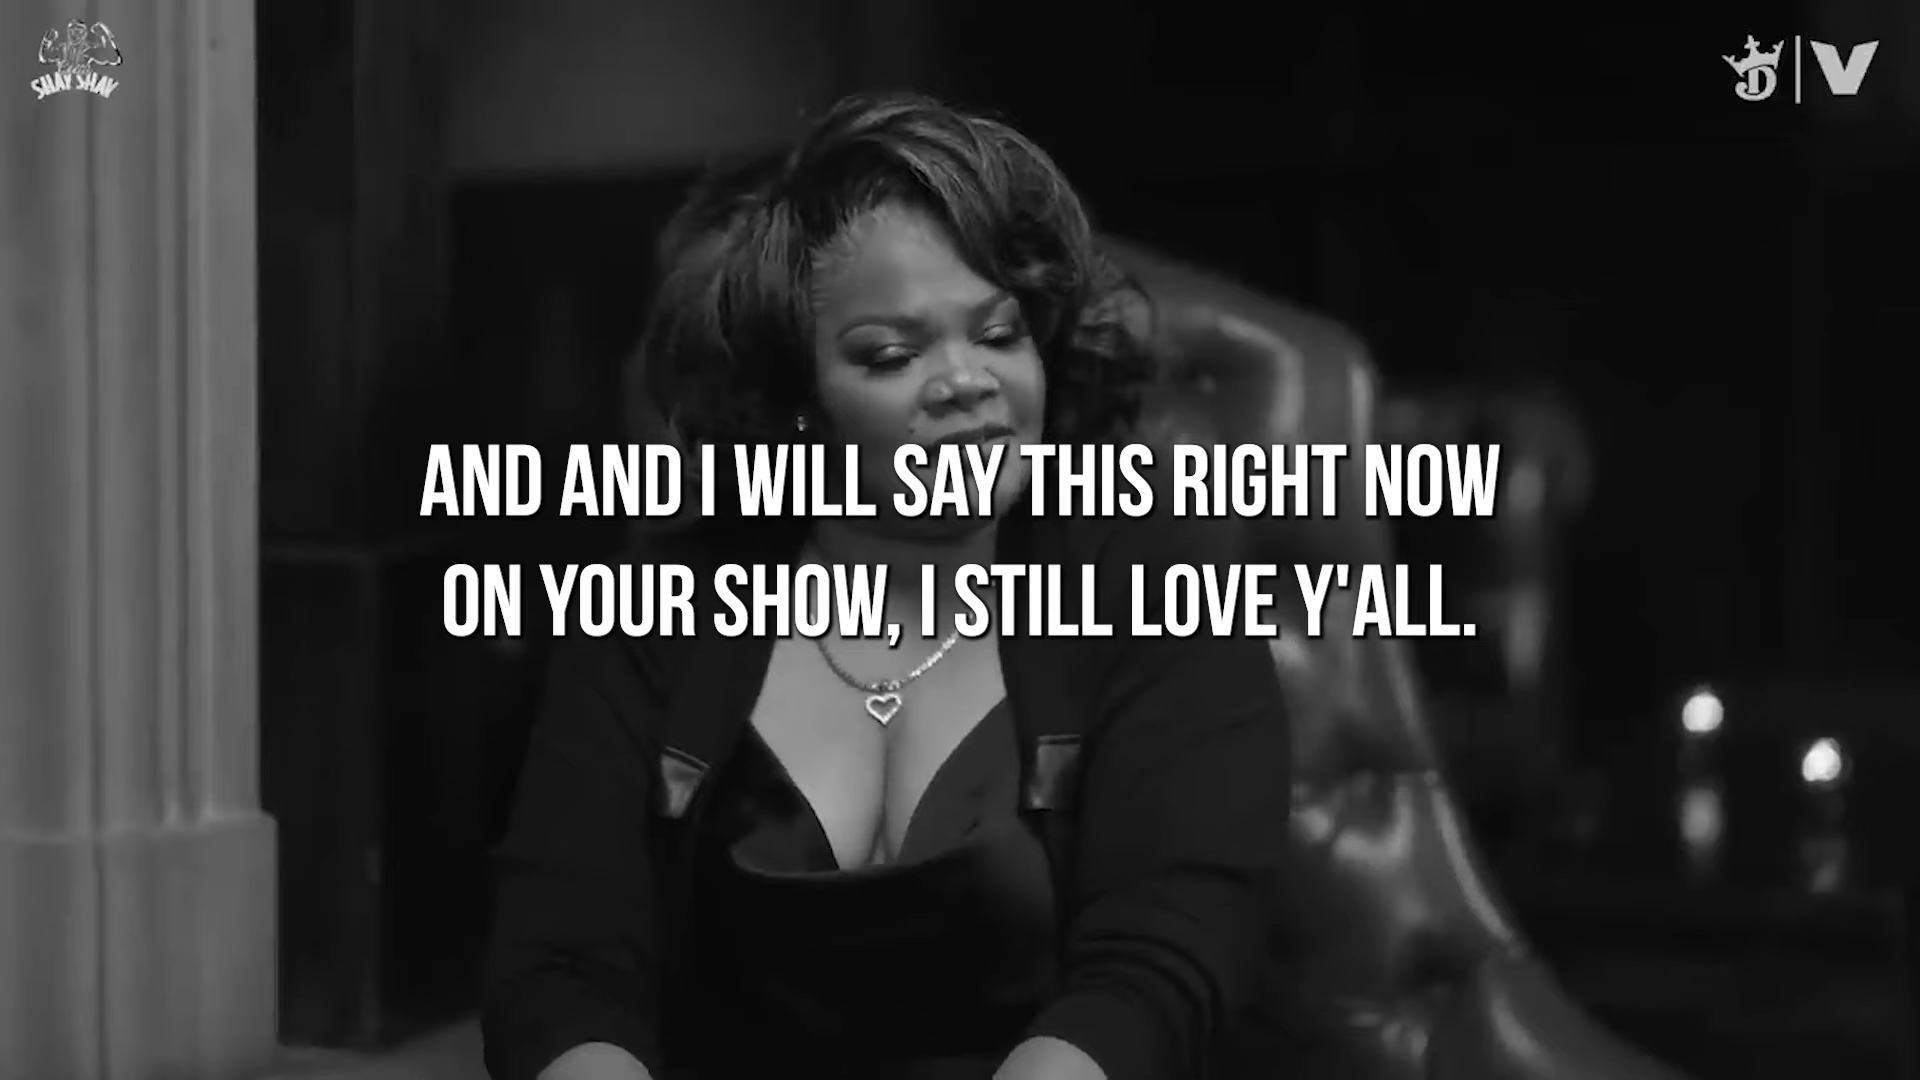 SHAY SHAY
D
V
AND AND I WILL SAY THIS RIGHT NOW
ON YOUR SHOW, I STILL LOVE Y'ALL.